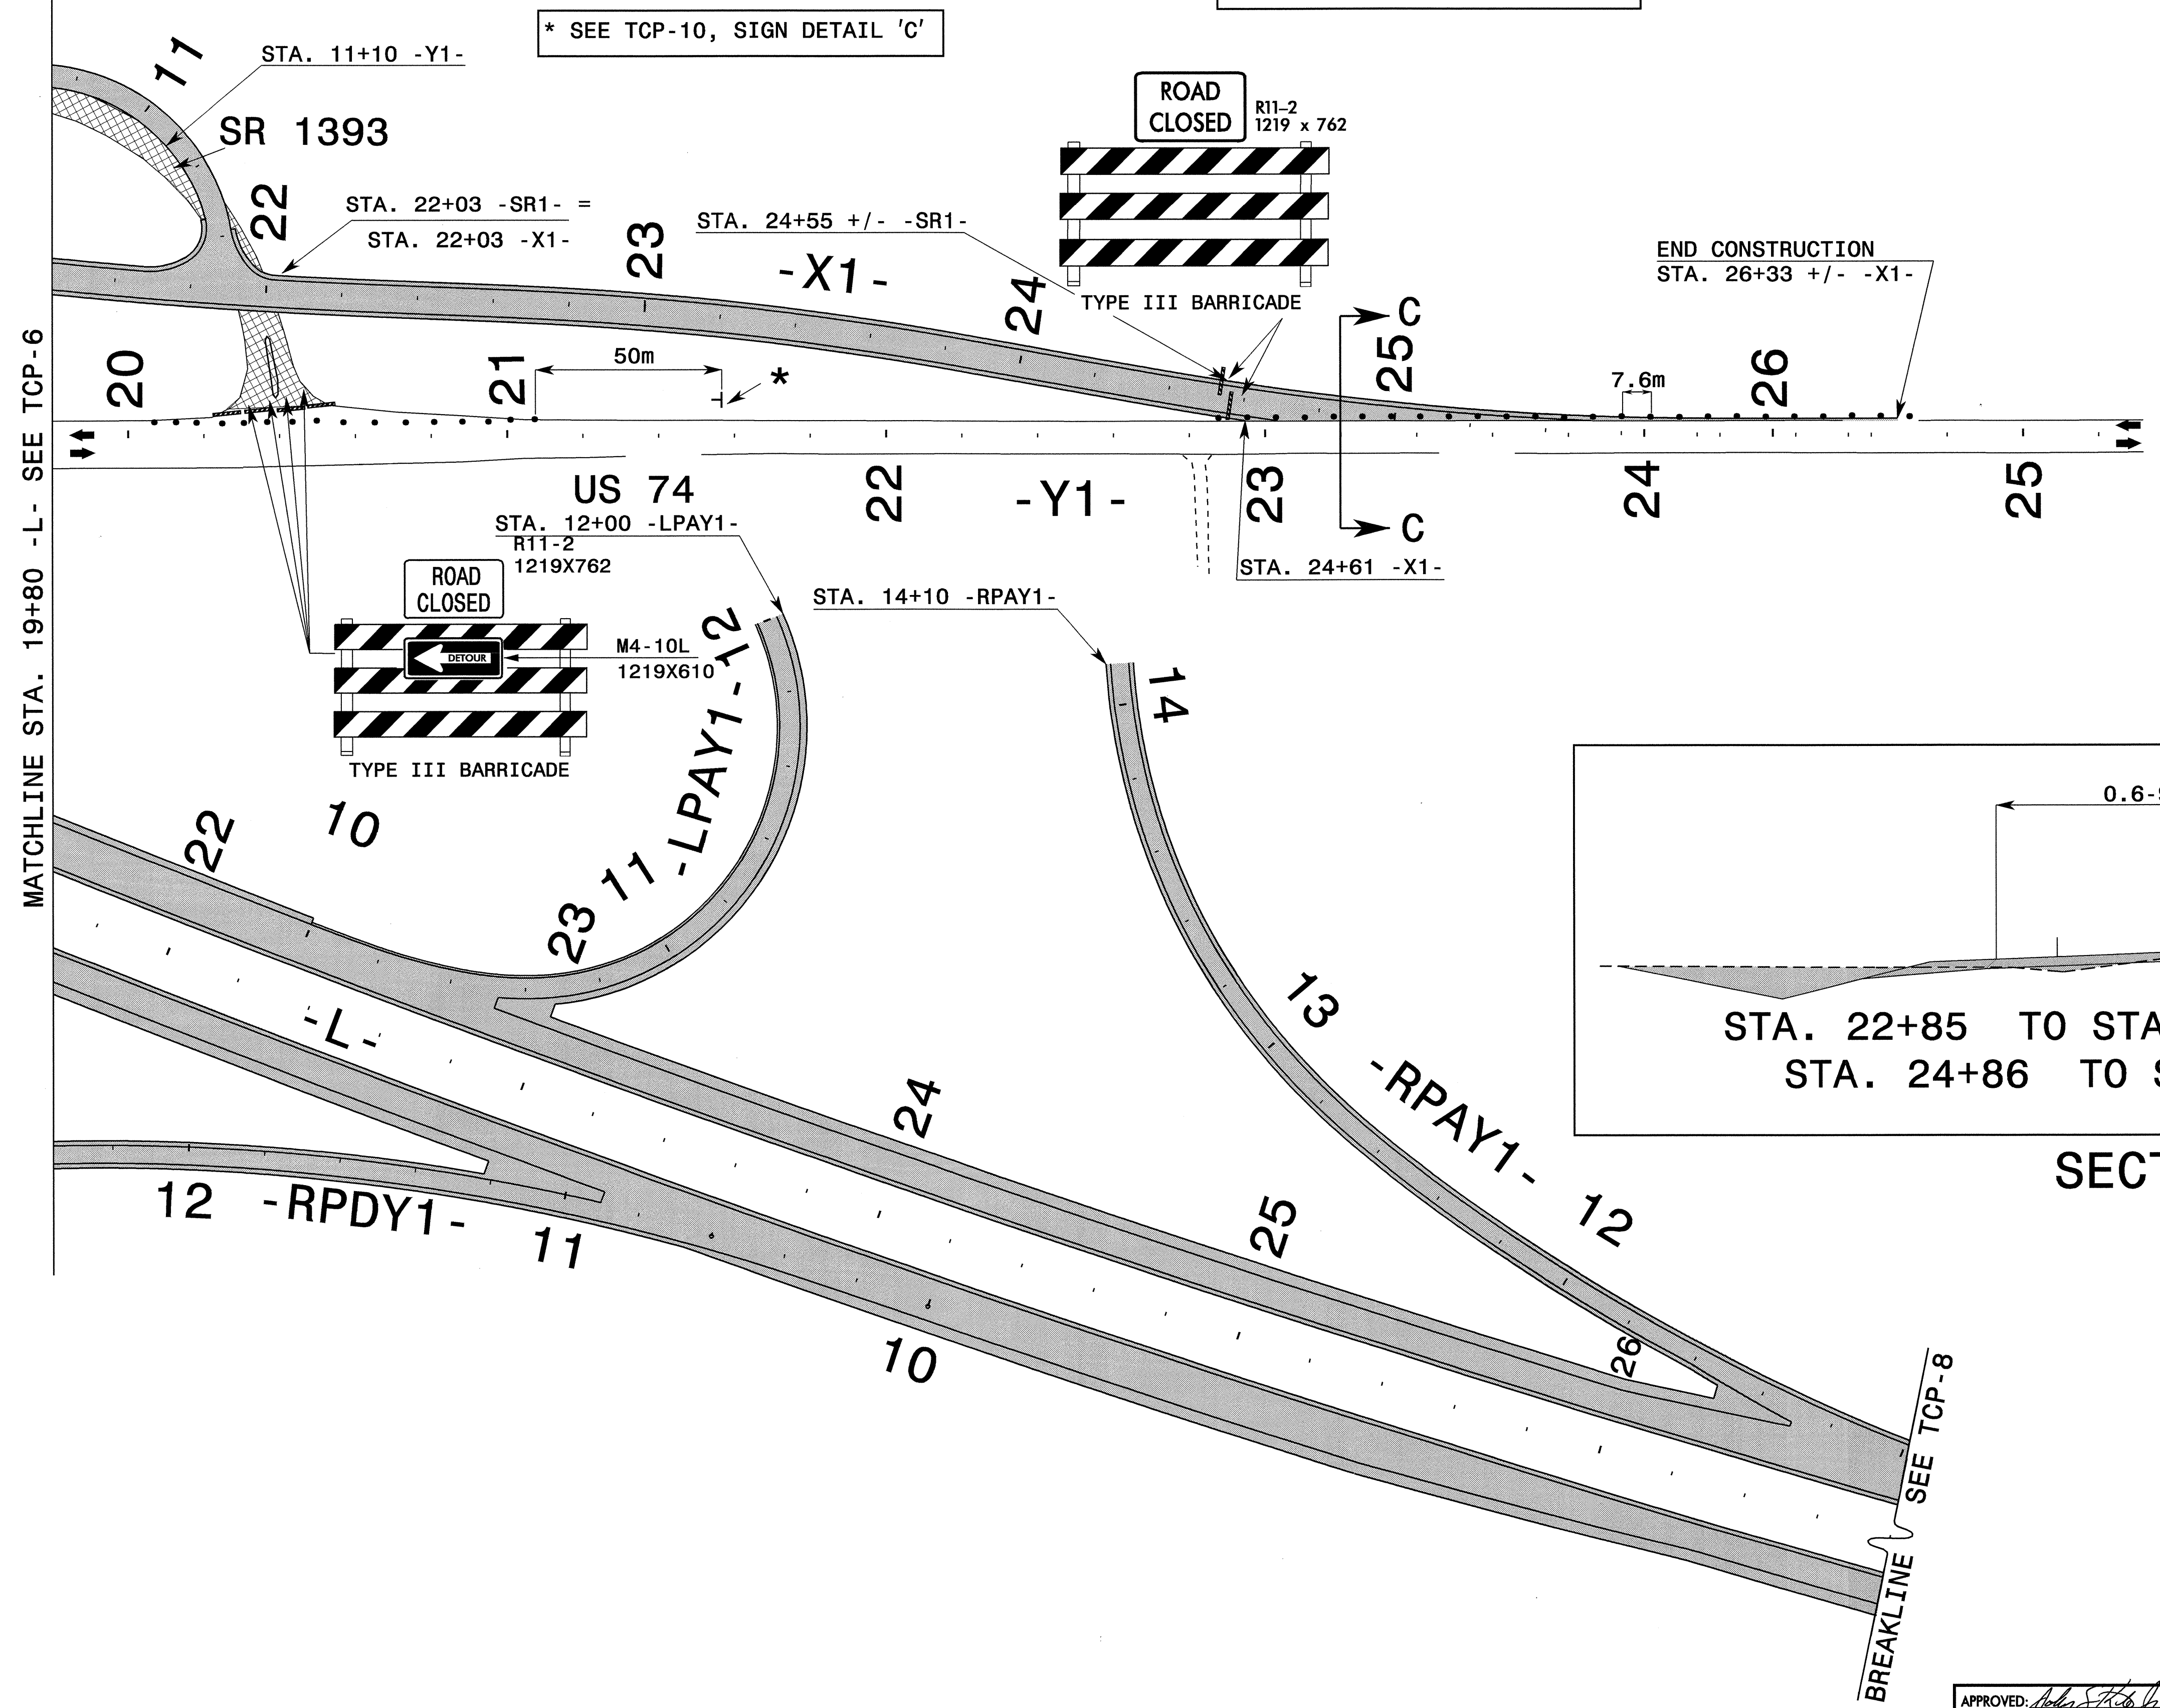 * SEE TCP-10, SIGN DETAIL 'C'
STA. 11+10 -Y1-
11
SR 1393
ROAD
CLOSED
R11-2
1219 x 762
22
STA. 22+03 -SR1- =
STA. 22+03 -X1-
STA. 24+55 +/- -SR1-
23
-X1-
24
TYPE III BARRICADE
END CONSTRUCTION
STA. 26+33 +/- -X1-
C
25
26
7.6m
20
21
50m
*
MATCHLINE STA. 19+80 -L- SEE TCP-6
US 74
22
-Y1-
23
24
25
C
STA. 24+61 -X1-
STA. 12+00 -LPAY1-
R11-2
1219X762
ROAD
CLOSED
DETOUR
M4-10L
1219X610
TYPE III BARRICADE
STA. 14+10 -RPAY1-
12
-LPAY1-
14
10
22
11
23
0.6-
STA. 22+85 TO STA
STA. 24+86 TO S
SECT
13
-RPAY1-
12
-L-
24
25
26
12 -RPDY1-
11
10
BREAKLINE SEE TCP-8
APPROVED: